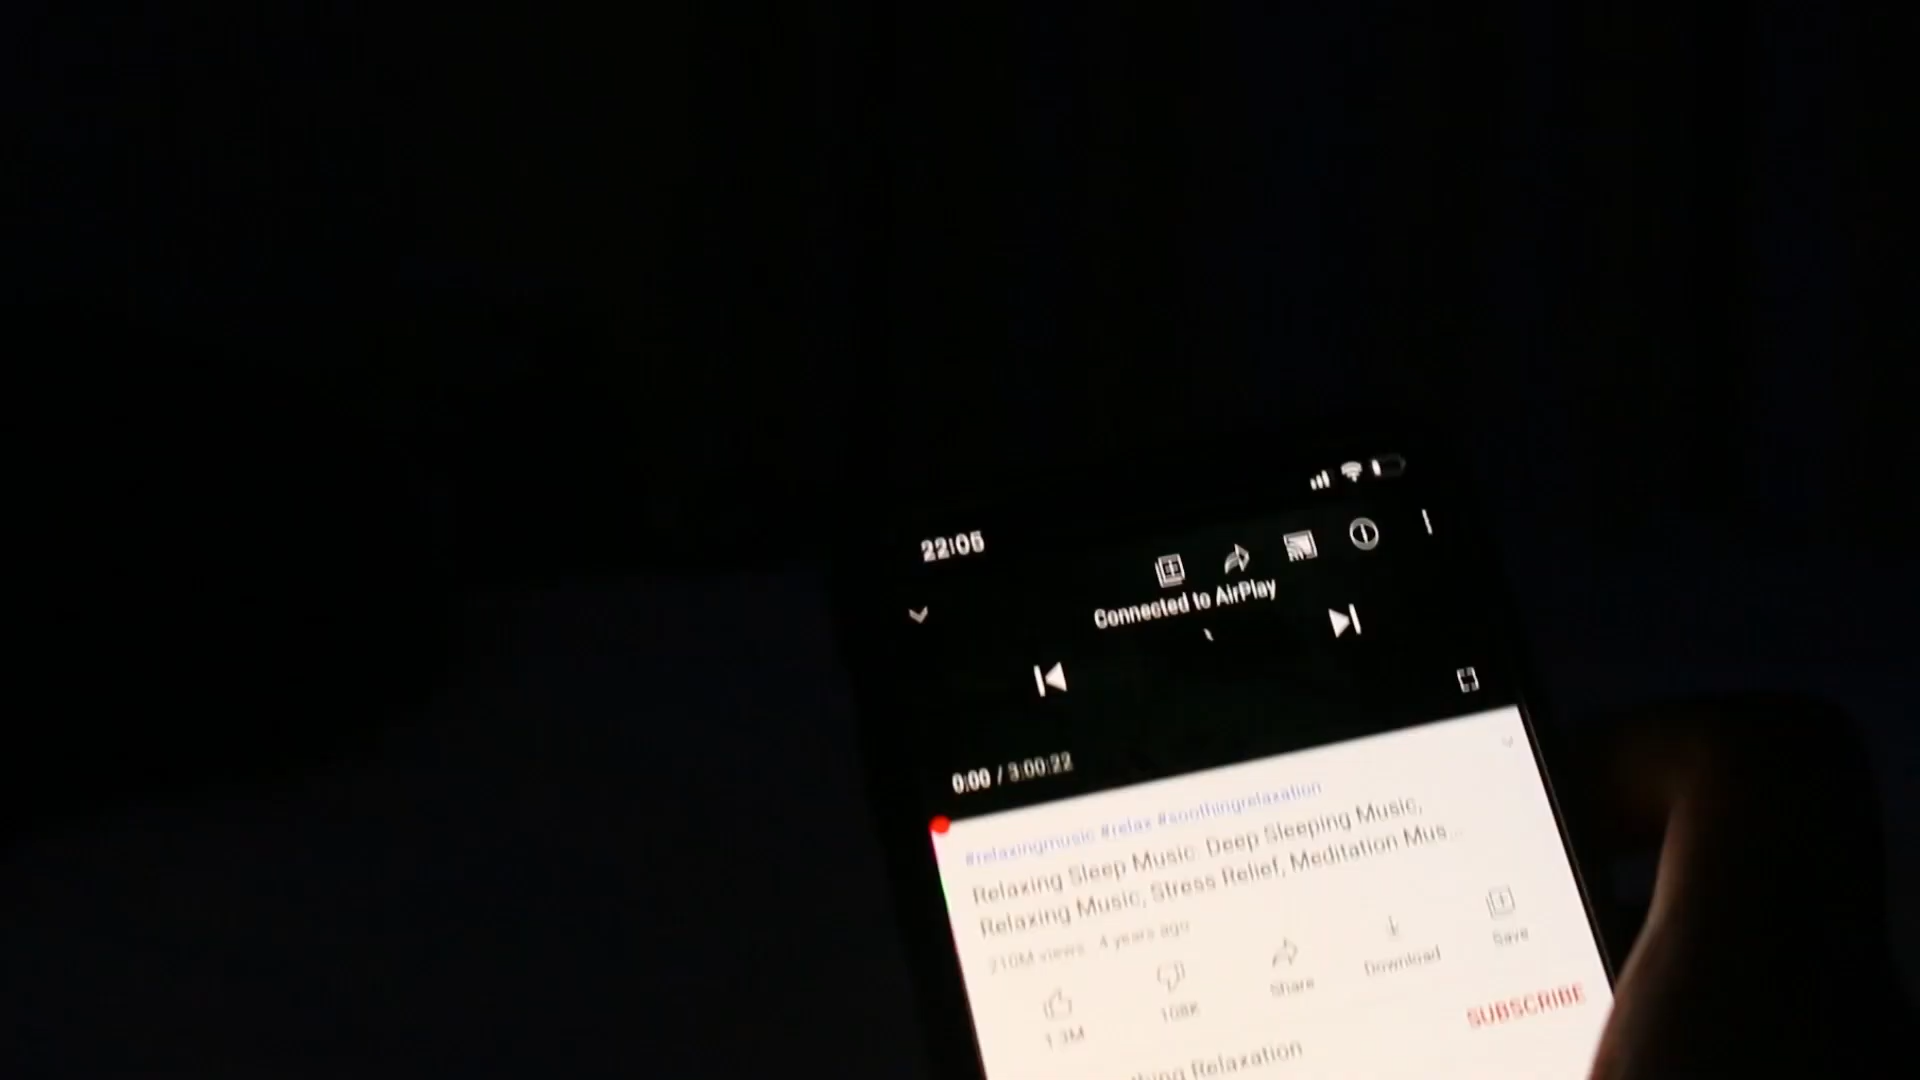 22:05
Connected to AirPlay
0:00 / 3:00:22
#relaxingmusic #relax #soothingrelaxation
Relaxing Sleep Music: Deep Sleeping Music,
Relaxing Music, Stress Relief, Meditation Mus...
210M views 4 years ago
1.3M
108K
Share
Download
Save
SUBSCRIBE
thing Relaxation